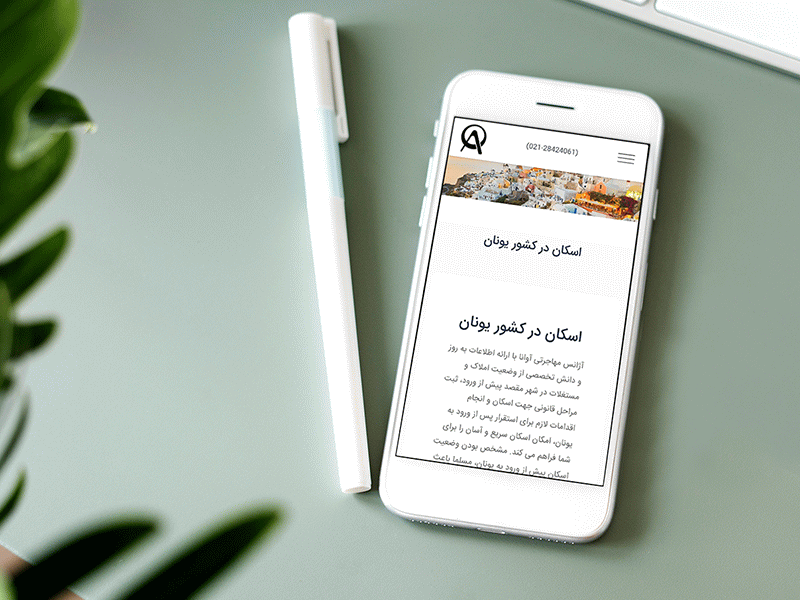 (021-28424061)
اسکان در کشور یونان
اسکان در کشور یونان
آژانس مهاجرتی آوانا با ارائه اطلاعات به روز
و دانش تخصصی از وضعیت املاک و
مستغلات در شهر مقصد پیش از ورود، ثبت
مراحل قانونی جهت اسکان و انجام
اقدامات لازم برای استقرار پس از ورود به
یونان، امکان اسکان سریع و آسان را برای
شما فراهم می کند. مشخص بودن وضعیت
اسکان پیش از ورود به یونان، مسلما باعث